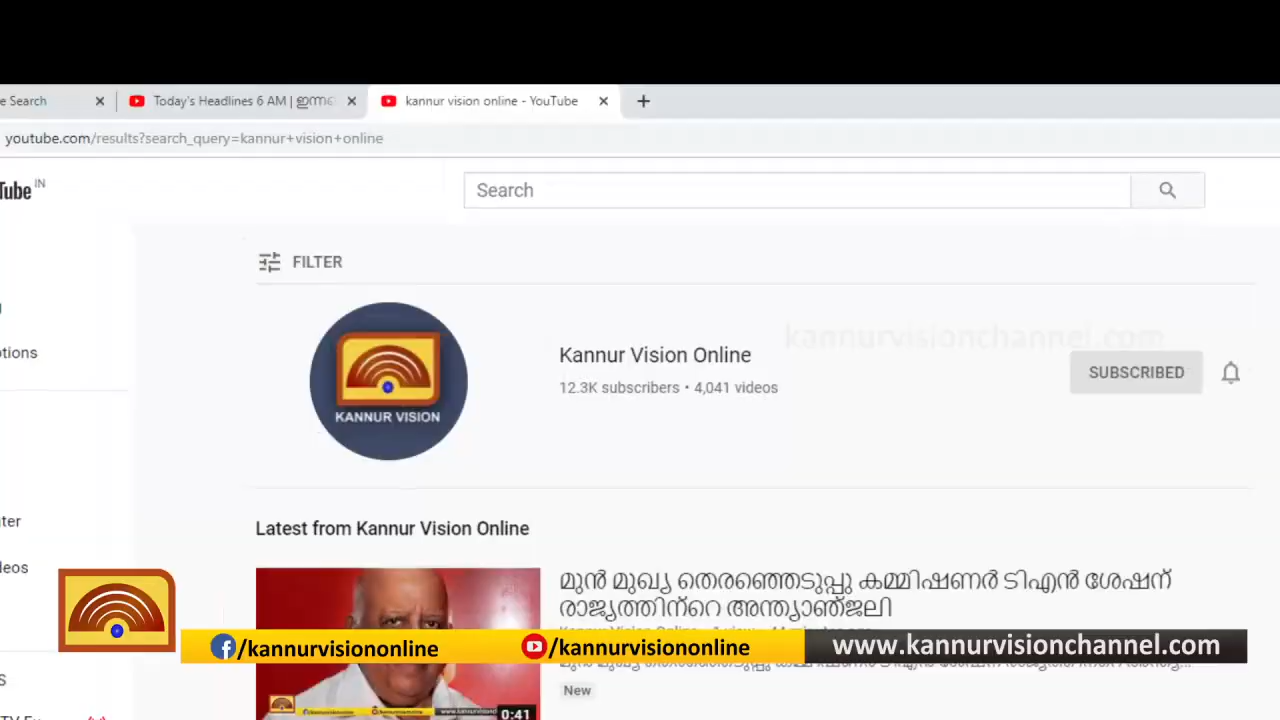 e Search
Today's Headlines 6 AM | ഇന്നത
kannur vision online - YouTube
youtube.com/results?search_query=kannur+vision+online
Tube IN
Search
FILTER
kannurvisionchannel.com
otions
KANNUR VISION
Kannur Vision Online
12.3K subscribers • 4,041 videos
SUBSCRIBED
Latest from Kannur Vision Online
മുൻ മുഖ്യ തെരഞ്ഞെടുപ്പു കമ്മിഷണർ ടിഎൻ ശേഷന്
രാജ്യത്തിന്റെ അന്ത്യാഞ്ജലി
/kannurvisiononline
/kannurvisiononline
www.kannurvisionchannel.com
New
0:41